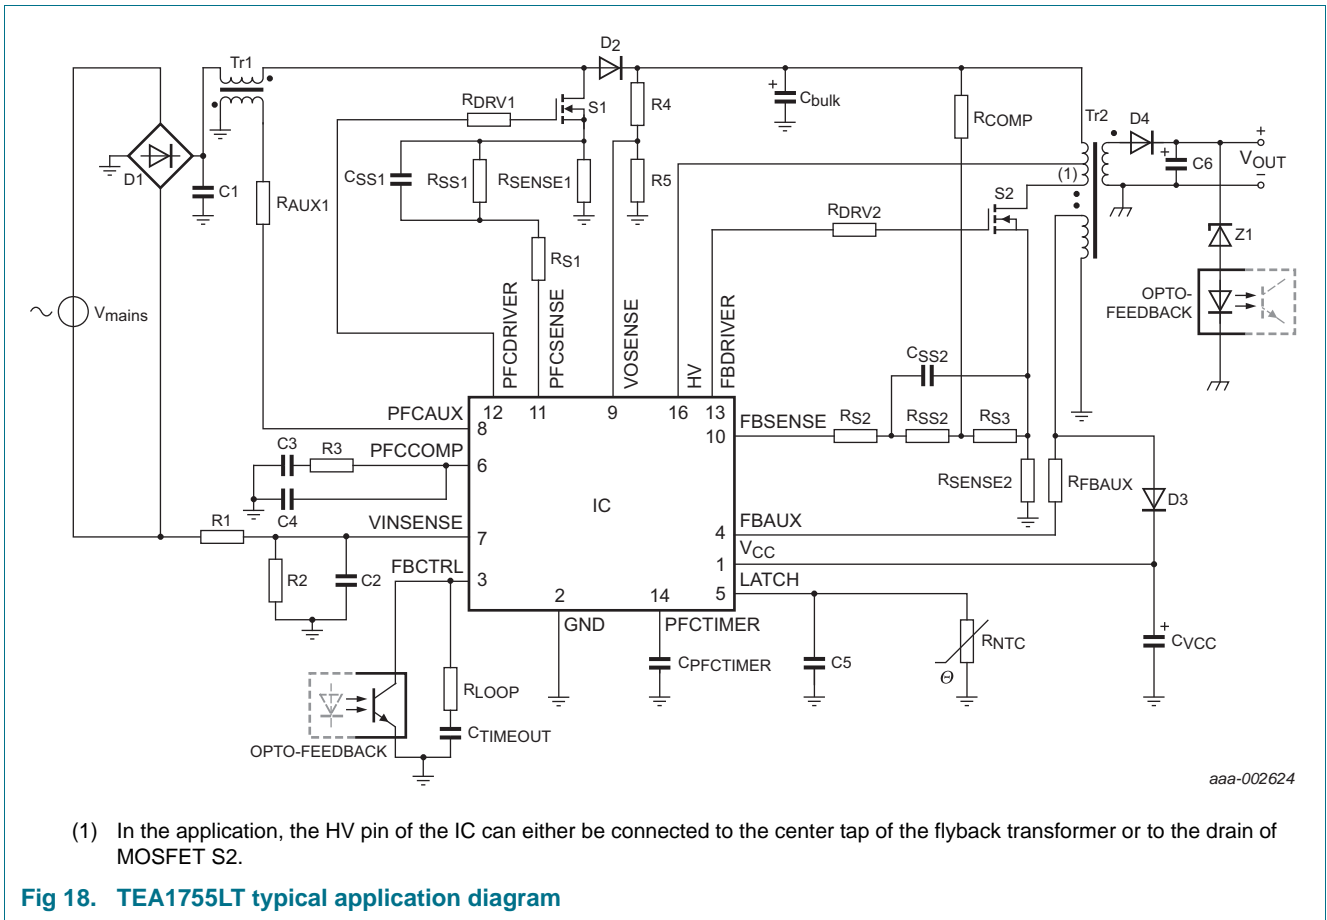 Tr1
D2
S1
RDRV1
R4
Cbulk
RCOMP
Tr2
D4
+
VOUT
−
C6
+
+
D1
C1
RAUX1
CSS1
RSS1
RSENSE1
R5
(1)
S2
RDRV2
RS1
Z1
OPTO-
FEEDBACK
Vmains
PFCDRIVER
PFCSENSE
VOSENSE
HV
FBDRIVER
CSS2
PFCAUX
12
11
9
16
13
8
10
FBSENSE
RS2
RSS2
RS3
C3
R3
PFCCOMP
6
C4
IC
RSENSE2
RFBAUX
D3
R1
VINSENSE
7
4
FBAUX
VCC
1
FBCTRL
3
R2
C2
5
LATCH
2
GND
14
PFCTIMER
CPFCTIMER
C5
RNTC
Θ
+
CVCC
RLOOP
CTIMEOUT
OPTO-FEEDBACK
aaa-002624
(1) In the application, the HV pin of the IC can either be connected to the center tap of the flyback transformer or to the drain of
MOSFET S2.
Fig 18. TEA1755LT typical application diagram